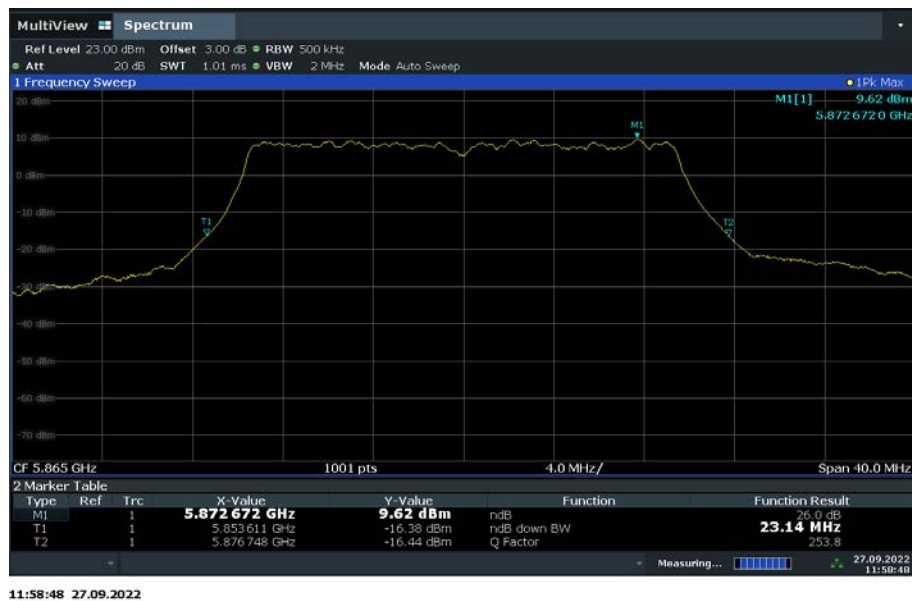 MultiView Spectrum
Ref Level 23.00 dBm Offset 3.00 dB RBW 500 kHz
Att 20 dB SWT 1.01 ms VBW 2 MHz Mode Auto Sweep
1 Frequency Sweep 1Pk Max
M1[1] 9.62 dBm
5.8726720 GHz
20 dBm
10 dBm
M1
0 dBm
-10 dBm
T1 T2
-20 dBm
-30 dBm
-40 dBm
-50 dBm
-60 dBm
-70 dBm
CF 5.865 GHz 1001 pts 4.0 MHz/ Span 40.0 MHz
2 Marker Table
Type Ref Trc X-Value Y-Value Function Function Result
M1 1 5.872672 GHz 9.62 dBm ndB 26.0 dB
T1 1 5.853611 GHz -16.38 dBm ndB down BW 23.14 MHz
T2 1 5.876748 GHz -16.44 dBm Q Factor 253.8
Measuring... 27.09.2022
11:58:48
11:58:48 27.09.2022